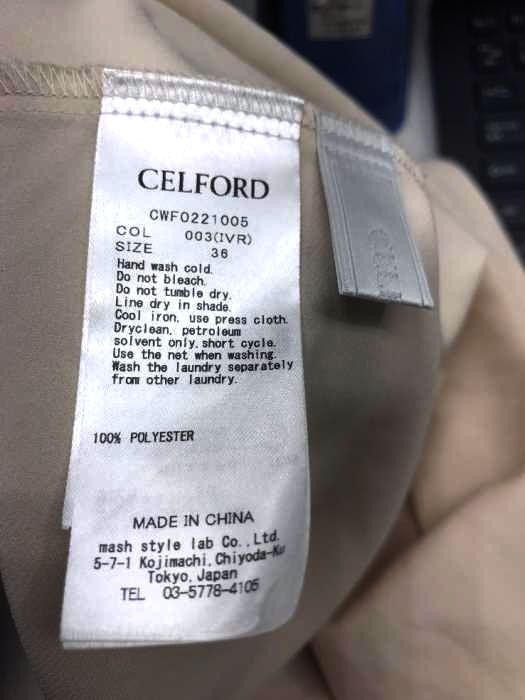 CELFORD
CWFO221005
COL 003(IVR)
SIZE 36
Hand wash cold.
Do not bleach.
Do not tumble dry.
Line dry in shade.
Cool iron, use press cloth.
Dryclean, petroleum
solvent only, short cycle.
Use the net when washing.
Wash the laundry separately
from other laundry.
100% POLYESTER
MADE IN CHINA
mash style lab Co.,Ltd.
5-7-1 Kojimachi, Chiyoda-Ku
Tokyo, Japan
TEL 03-5778-4105